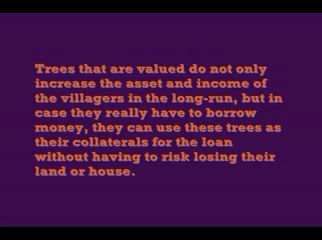 Trees that are valued do not only
increase the asset and income of
the villagers in the long-run, but in
case they really have to borrow
money, they can use these trees as
their collaterals for the loan
without having to risk losing their
land or house.